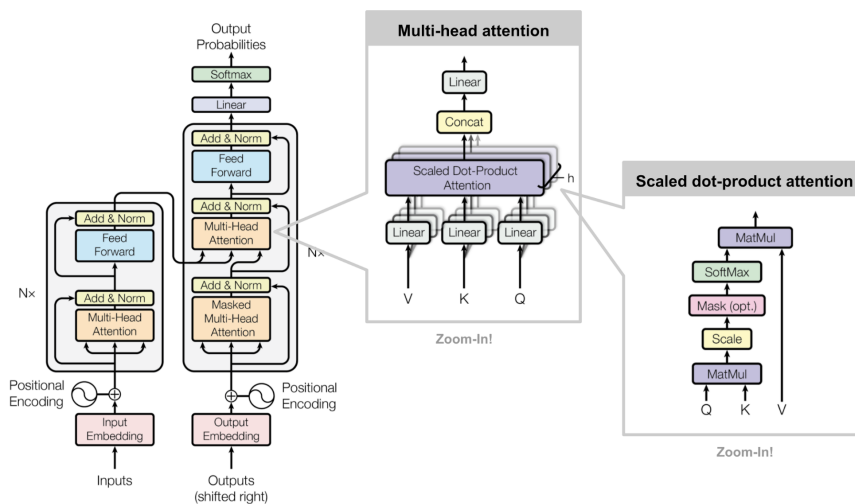 Output
Probabilities
Softmax
Linear
Add & Norm
Feed
Forward
Add & Norm
Multi-Head
Attention
Nx
Add & Norm
Masked
Multi-Head
Attention
Positional
Encoding
Output
Embedding
Outputs
(shifted right)
Add & Norm
Feed
Forward
Nx
Add & Norm
Multi-Head
Attention
Positional
Encoding
Input
Embedding
Inputs
Multi-head attention
Linear
Concat
Scaled Dot-Product
Attention
h
Linear
Linear
Linear
V
K
Q
Zoom-In!
Scaled dot-product attention
MatMul
SoftMax
Mask (opt.)
Scale
MatMul
Q
K
V
Zoom-In!